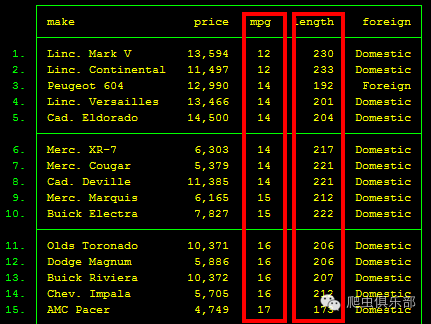 make price mpg length foreign
1. Linc. Mark V 13,594 12 230 Domestic
2. Linc. Continental 11,497 12 233 Domestic
3. Peugeot 604 12,990 14 192 Foreign
4. Linc. Versailles 13,466 14 201 Domestic
5. Cad. Eldorado 14,500 14 204 Domestic
6. Merc. XR-7 6,303 14 217 Domestic
7. Merc. Cougar 5,379 14 221 Domestic
8. Cad. Deville 11,385 14 221 Domestic
9. Merc. Marquis 6,165 15 212 Domestic
10. Buick Electra 7,827 15 222 Domestic
11. Olds Toronado 10,371 16 206 Domestic
12. Dodge Magnum 5,886 16 206 Domestic
13. Buick Riviera 10,372 16 207 Domestic
14. Chev. Impala 5,705 16 212 Domestic
15. AMC Pacer 4,749 17 173 Domestic
爬虫俱乐部